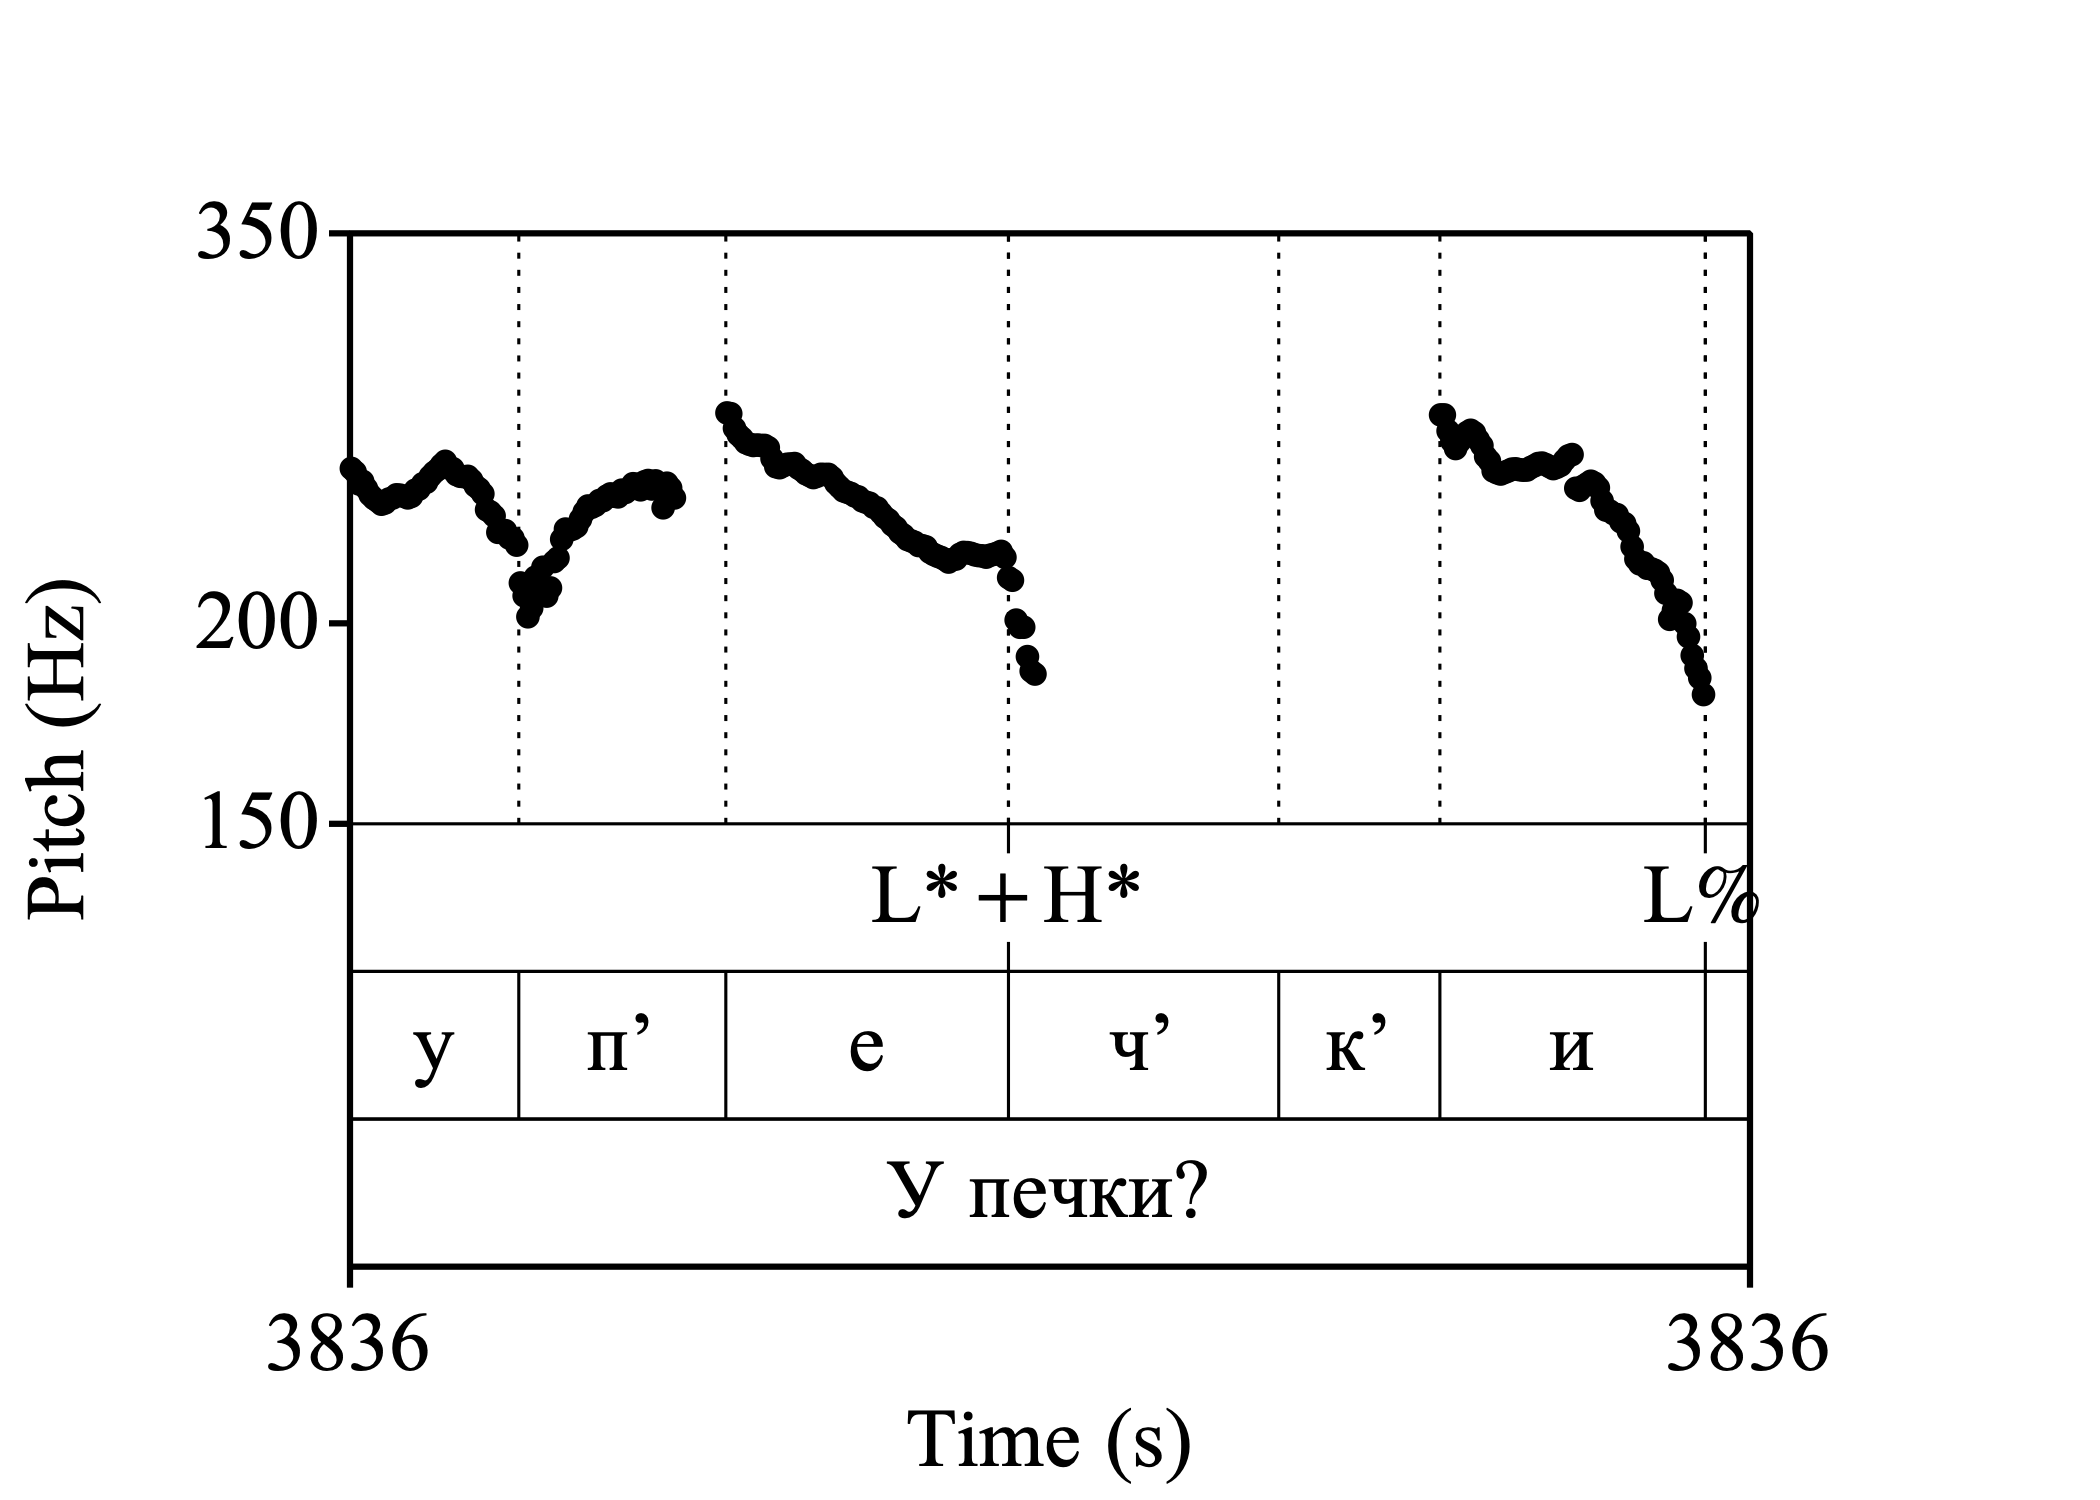 350
200
150
Pitch (Hz)
L*+H* L%
у п’ е ч’ к’ и
У печки?
3836 3836
Time (s)